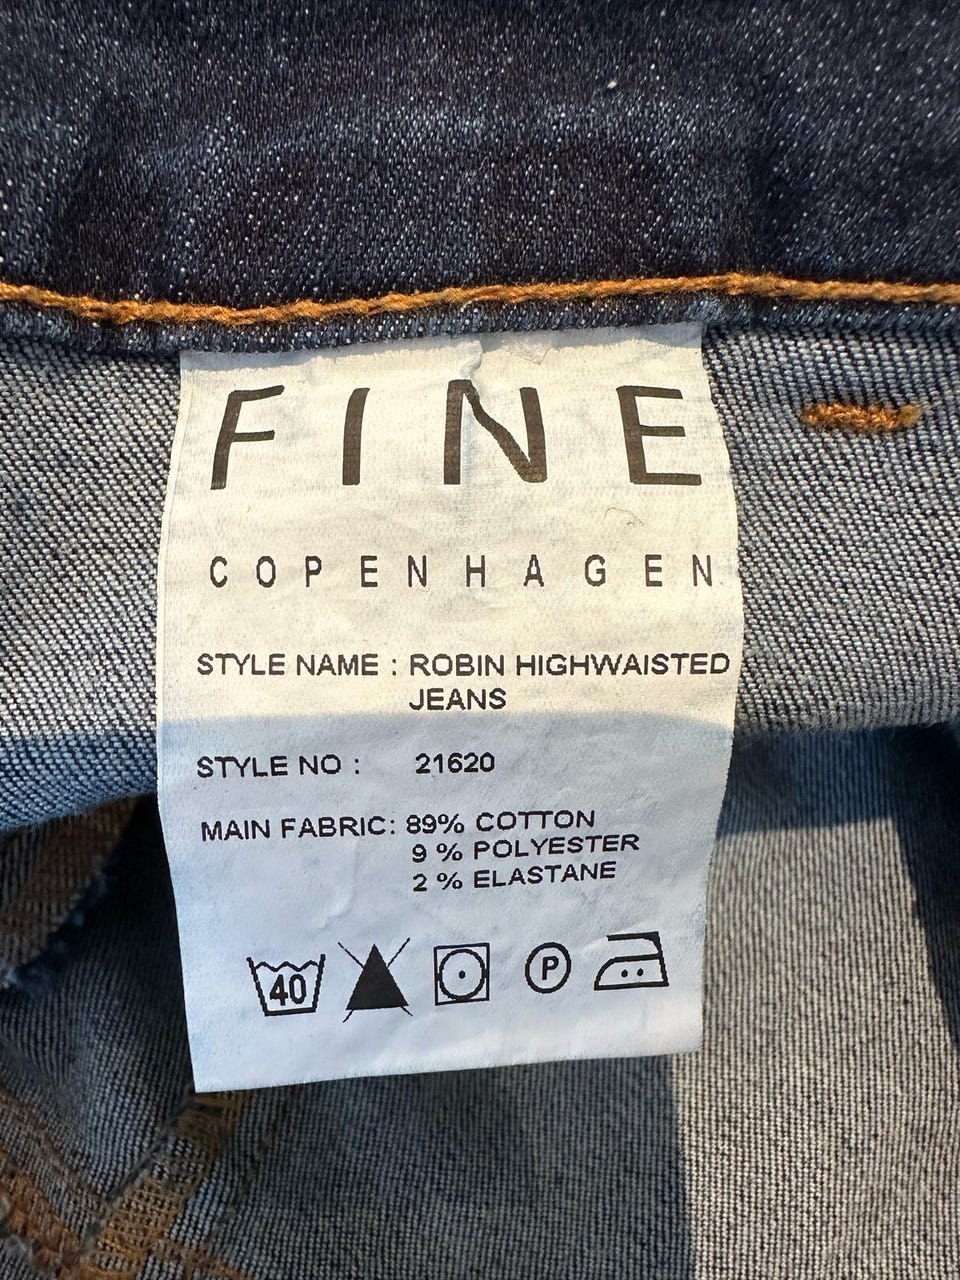 FINE
COPENHAGEN
STYLE NAME : ROBIN HIGHWAISTED
JEANS
STYLE NO : 21620
MAIN FABRIC: 89% COTTON
9 % POLYESTER
2 % ELASTANE
40 P